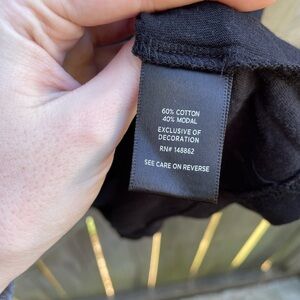 60% COTTON
40% MODAL
EXCLUSIVE OF
DECORATION
RN# 148862
SEE CARE ON REVERSE